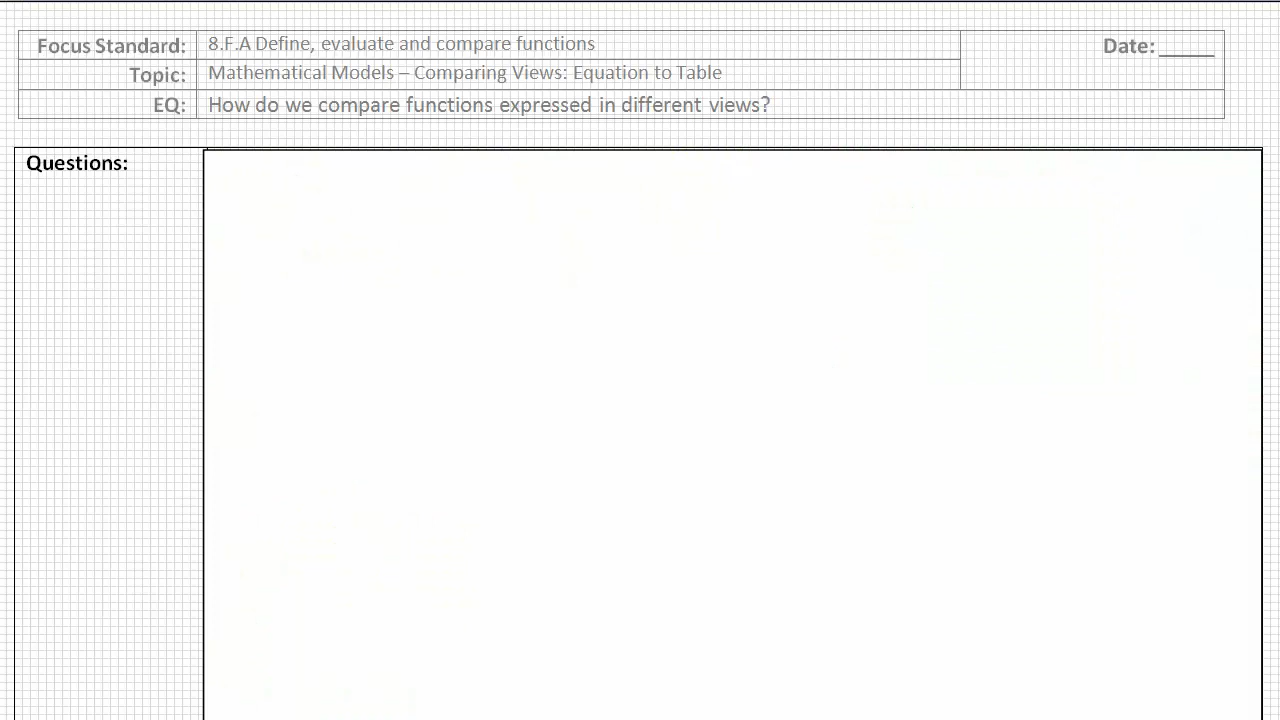 Focus Standard: 8.F.A Define, evaluate and compare functions
Date: _____
Topic: Mathematical Models – Comparing Views: Equation to Table
EQ: How do we compare functions expressed in different views?
Questions: